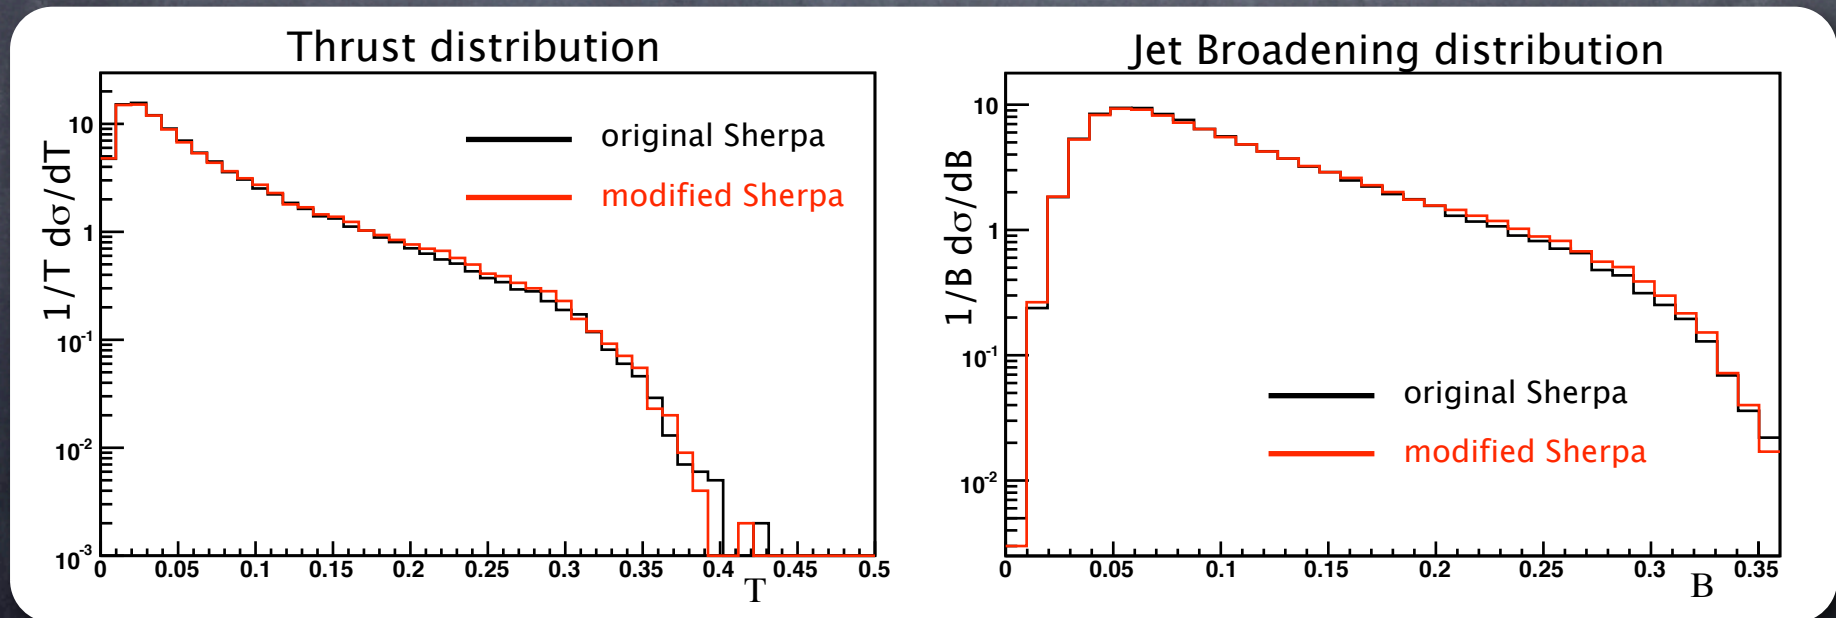 Thrust distribution
1/T dσ/dT
10
1
10⁻¹
10⁻²
10⁻³
original Sherpa
modified Sherpa
0 0.05 0.1 0.15 0.2 0.25 0.3 0.35 0.4 0.45 0.5
T
Jet Broadening distribution
1/B dσ/dB
10
1
10⁻¹
10⁻²
original Sherpa
modified Sherpa
0 0.05 0.1 0.15 0.2 0.25 0.3 0.35
B